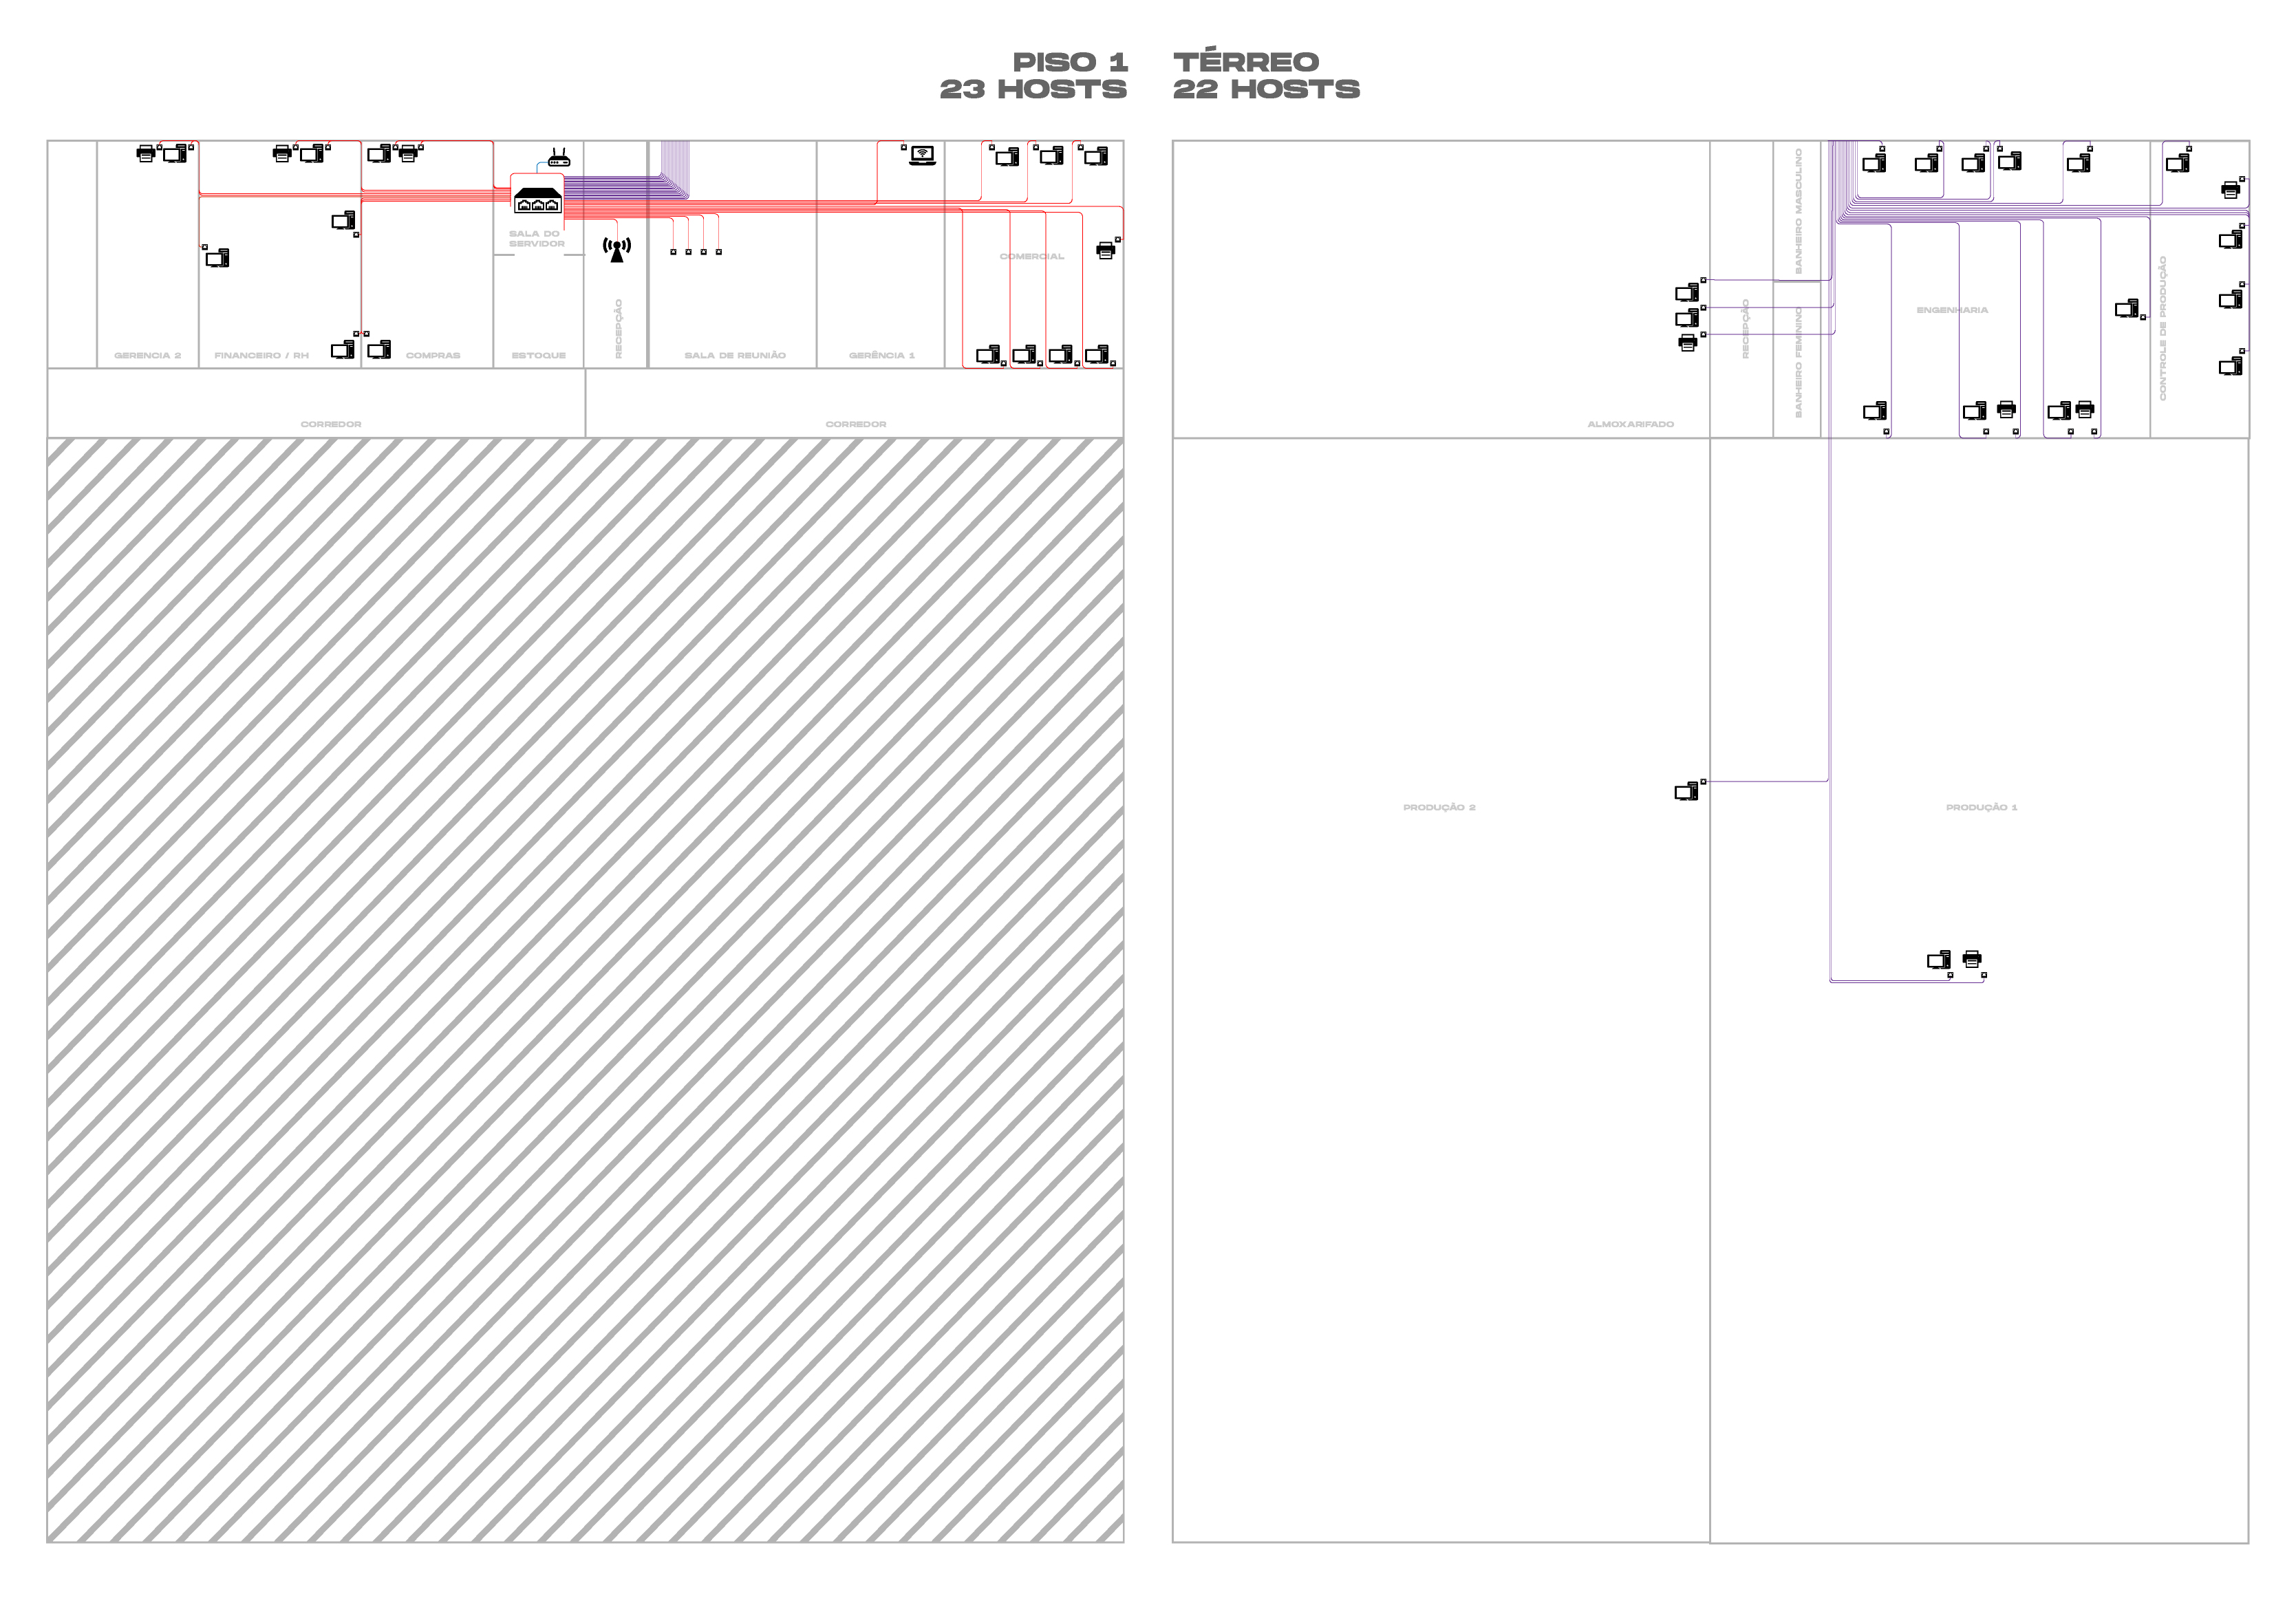 PISO 1
23 HOSTS
TÉRREO
22 HOSTS
SALA DO
SERVIDOR
COMERCIAL
RECEPÇÃO
GERENCIA 2
FINANCEIRO / RH
COMPRAS
ESTOQUE
SALA DE REUNIÃO
GERÊNCIA 1
CORREDOR
CORREDOR
BANHEIRO MASCULINO
CONTROLE DE PRODUÇÃO
RECEPÇÃO
BANHEIRO FEMININO
ENGENHARIA
ALMOXARIFADO
PRODUÇÃO 2
PRODUÇÃO 1